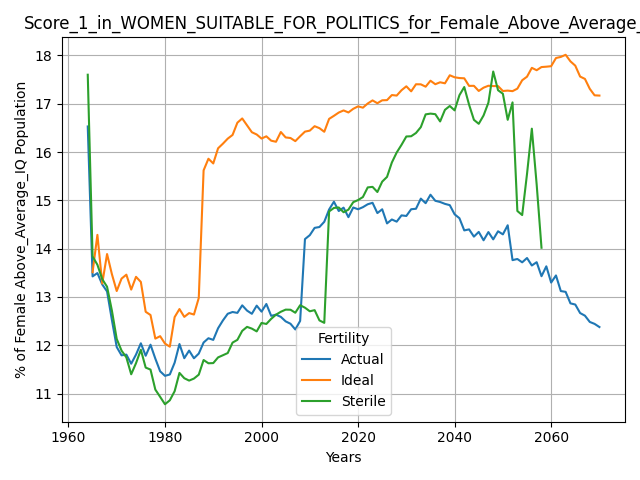 Score_1_in_WOMEN_SUITABLE_FOR_POLITICS_for_Female_Above_Average_
% of Female Above_Average_IQ Population
18
17
16
15
14
13
12
11
Fertility
Actual
Ideal
Sterile
1960
1980
2000
2020
2040
2060
Years